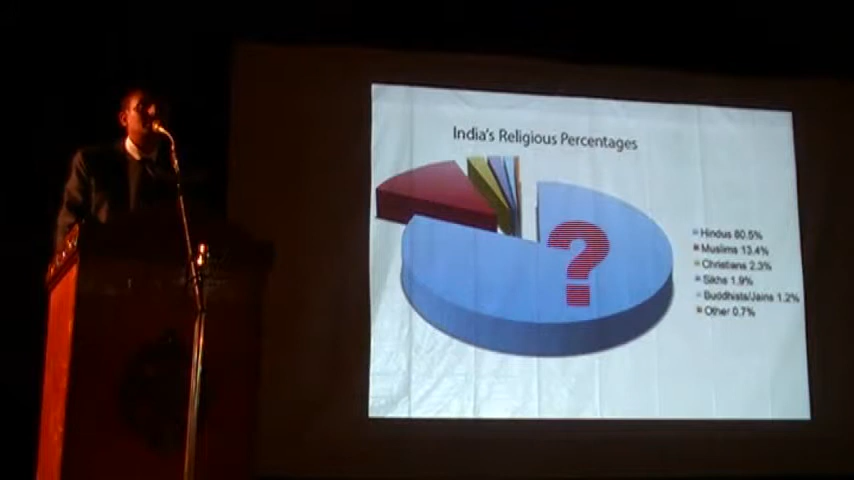 India's Religious Percentages
?
Hindus 80.5%
Muslims 13.4%
Christians 2.3%
Sikhs 1.9%
Buddhists/Jains 1.2%
Other 0.7%